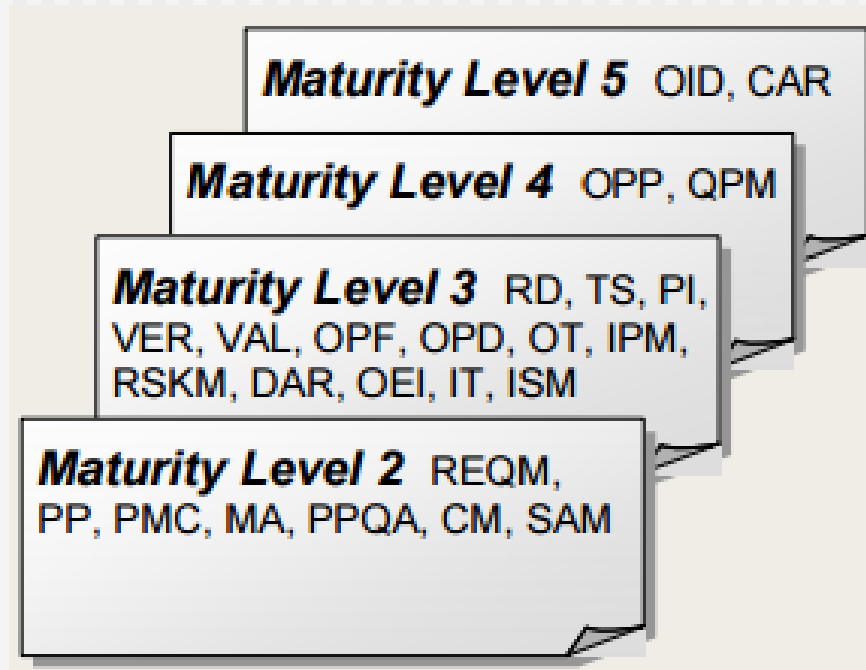 Maturity Level 5 OID, CAR
Maturity Level 4 OPP, QPM
Maturity Level 3 RD, TS, PI,
VER, VAL, OPF, OPD, OT, IPM,
RSKM, DAR, OEI, IT, ISM
Maturity Level 2 REQM,
PP, PMC, MA, PPQA, CM, SAM